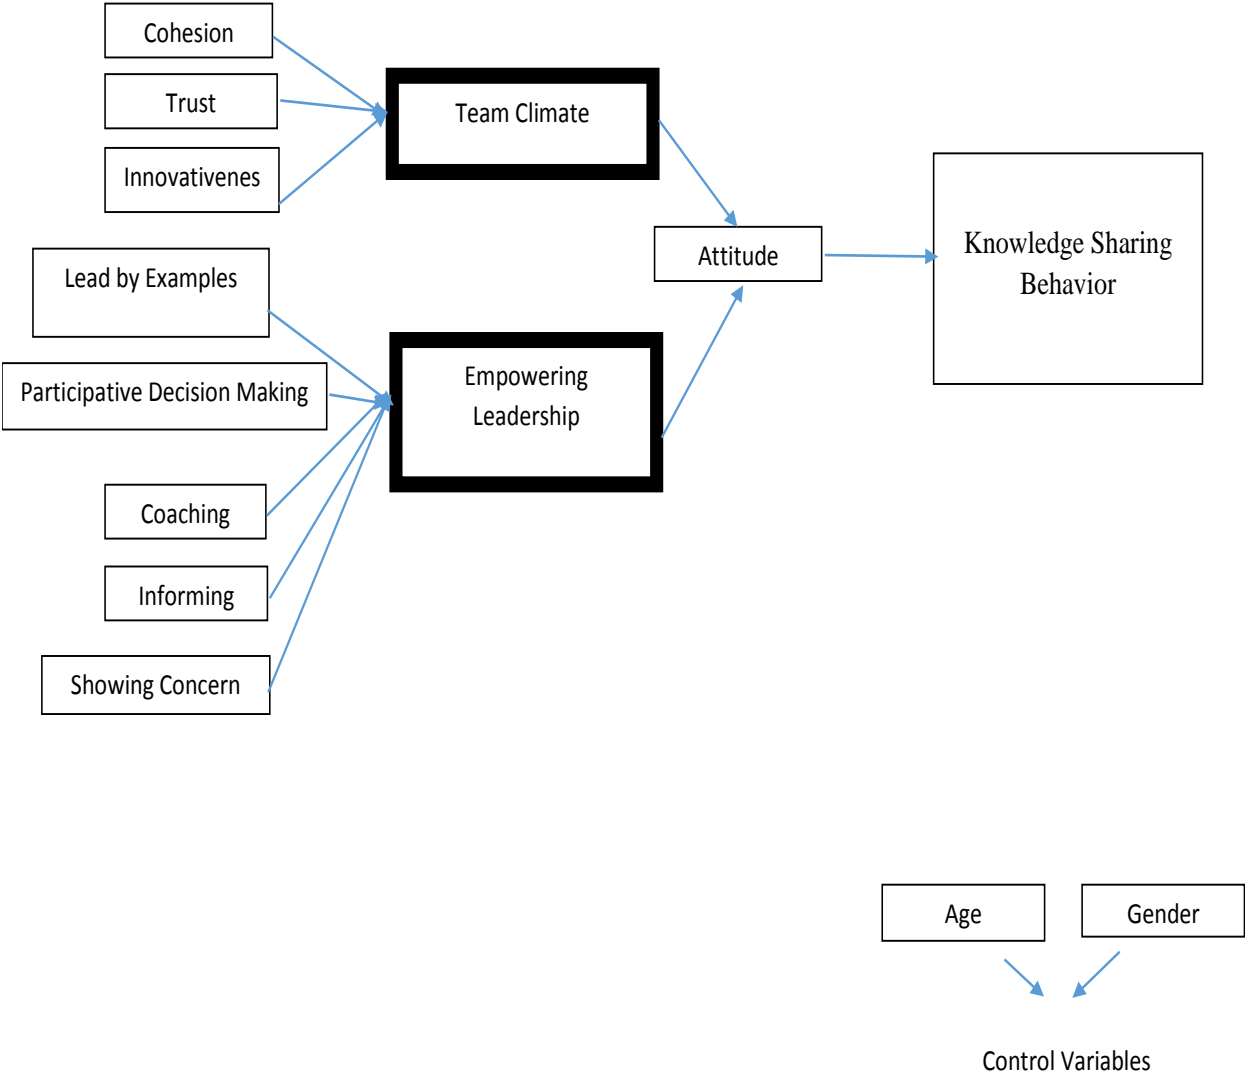 Cohesion
Trust
Innovativenes
Team Climate
Lead by Examples
Participative Decision Making
Coaching
Informing
Showing Concern
Empowering
Leadership
Attitude
Knowledge Sharing
Behavior
Age
Gender
Control Variables